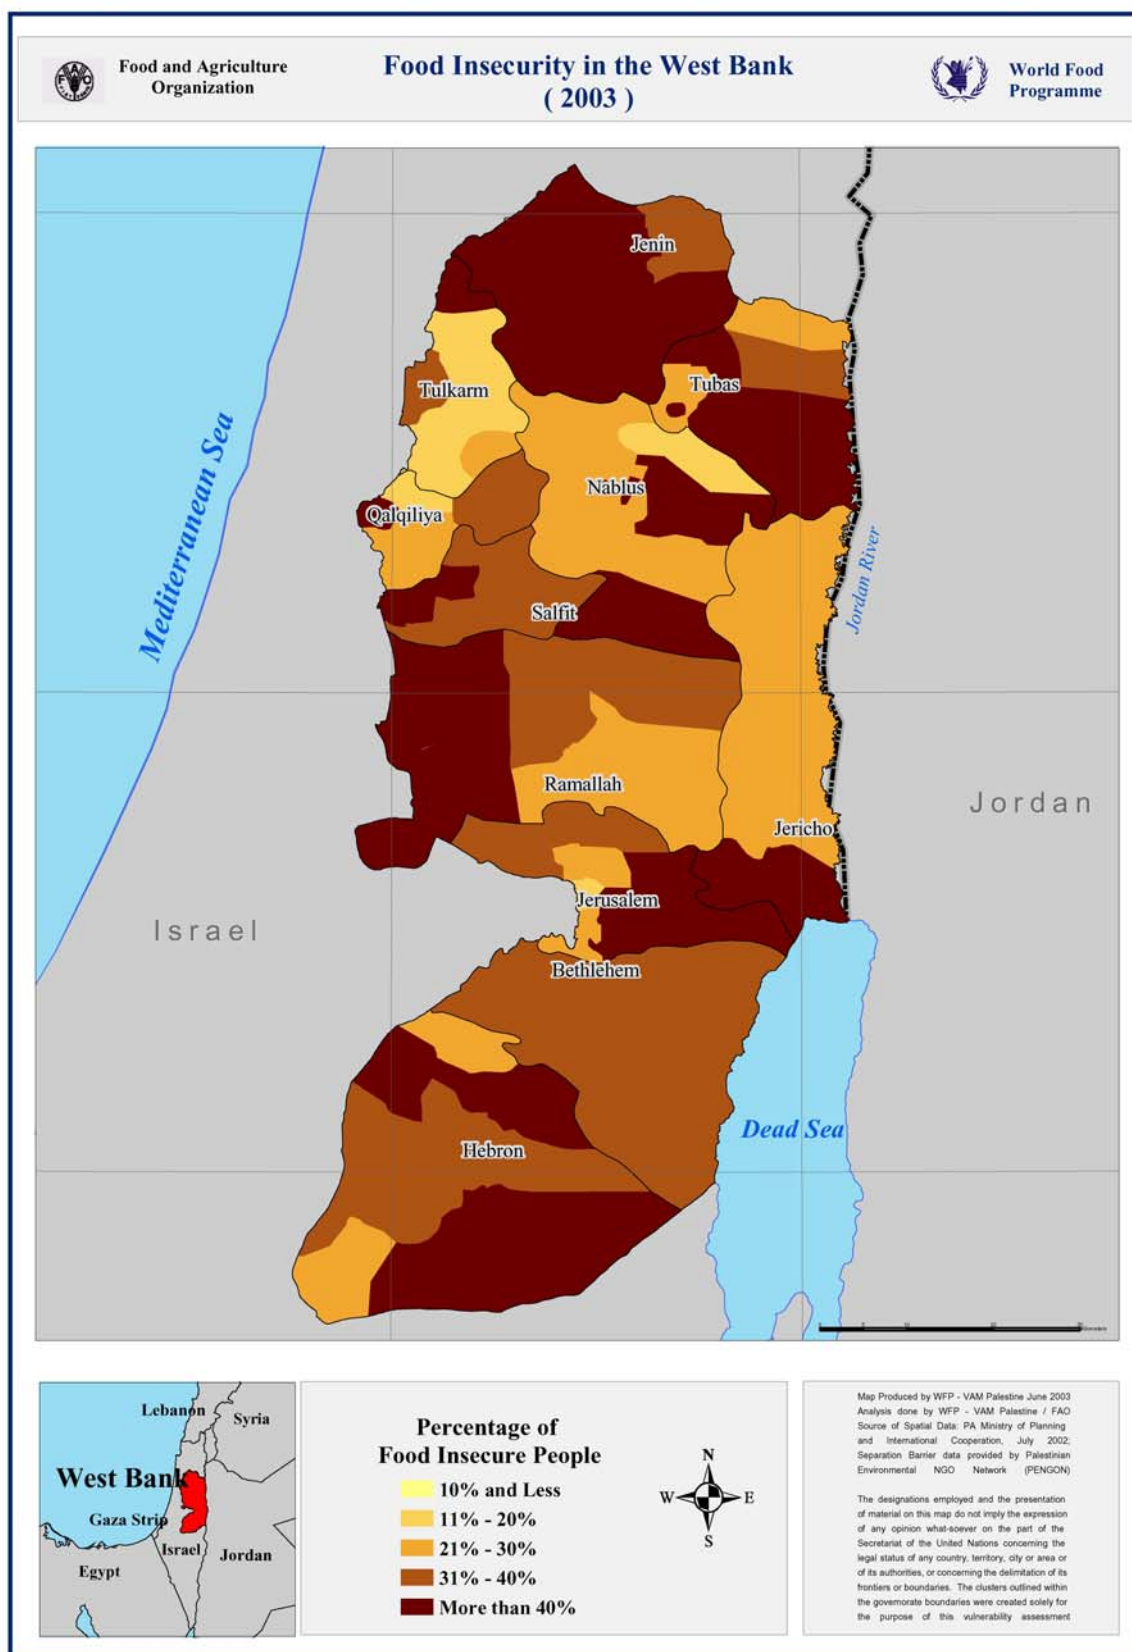 Food and Agriculture
Organization
Food Insecurity in the West Bank
( 2003 )
World Food
Programme
Jenin
Tubas
Tulkarm
Nablus
Qalqiliya
Mediterranean Sea
Jordan River
Salfit
Ramallah
Jordan
Jericho
Jerusalem
Israel
Bethlehem
Dead Sea
Hebron
Lebanon
Syria
West Bank
Gaza Strip
Israel
Jordan
Egypt
Percentage of
Food Insecure People
10% and Less
11% - 20%
21% - 30%
31% - 40%
More than 40%
N
W
E
S
Map Produced by WFP - VAM Palestine June 2003
Analysis done by WFP - VAM Palestine / FAO
Source of Spatial Data: PA Ministry of Planning
and International Cooperation, July 2002;
Separation Barrier data provided by Palestinian
Environmental NGO Network (PENGON)
The designations employed and the presentation
of material on this map do not imply the expression
of any opinion what-soever on the part of the
Secretariat of the United Nations concerning the
legal status of any country, territory, city or area or
of its authorities, or concerning the delimitation of its
frontiers or boundaries. The clusters outlined within
the governorate boundaries were created solely for
the purpose of this vulnerability assessment